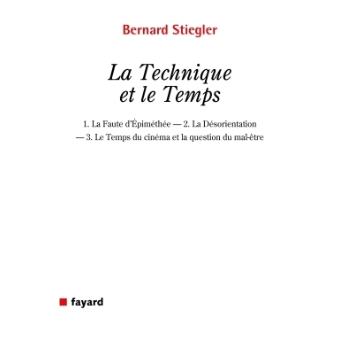 Bernard Stiegler
La Technique
et le Temps
1. La Faute d'Épiméthée — 2. La Désorientation
— 3. Le Temps du cinéma et la question du mal-être
fayard